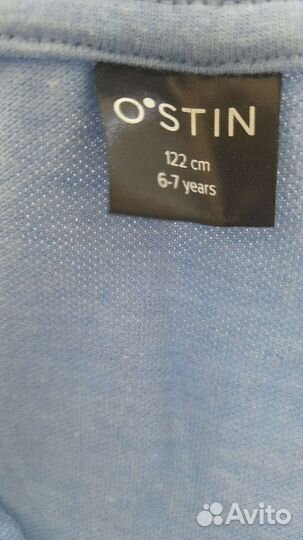 O'STIN
122 cm
6-7 years
Avito